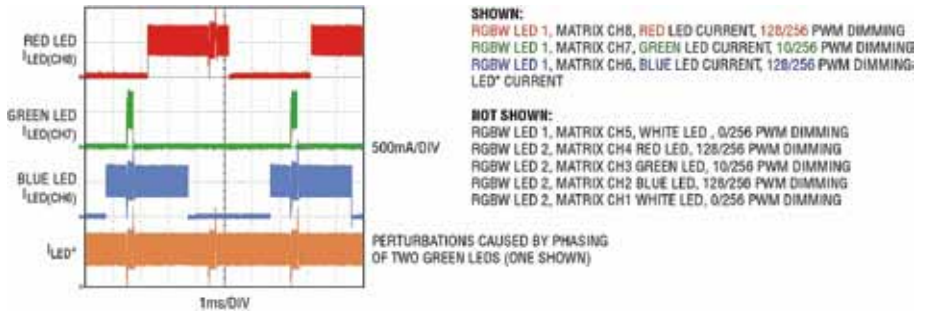 RED LED
ILED(CH8)
GREEN LED
ILED(CH7)
BLUE LED
ILED(CH6)
ILED*
500mA/DIV
1ms/DIV
PERTURBATIONS CAUSED BY PHASING
OF TWO GREEN LEDS (ONE SHOWN)
SHOWN:
RGBW LED 1, MATRIX CH8, RED LED CURRENT, 128/256 PWM DIMMING
RGBW LED 1, MATRIX CH7, GREEN LED CURRENT, 10/256 PWM DIMMING
RGBW LED 1, MATRIX CH6, BLUE LED CURRENT, 128/256 PWM DIMMING
LED+ CURRENT
NOT SHOWN:
RGBW LED 1, MATRIX CH5, WHITE LED , 0/256 PWM DIMMING
RGBW LED 2, MATRIX CH4 RED LED, 128/256 PWM DIMMING
RGBW LED 2, MATRIX CH3 GREEN LED, 10/256 PWM DIMMING
RGBW LED 2, MATRIX CH2 BLUE LED, 128/256 PWM DIMMING
RGBW LED 2, MATRIX CH1 WHITE LED, 0/256 PWM DIMMING